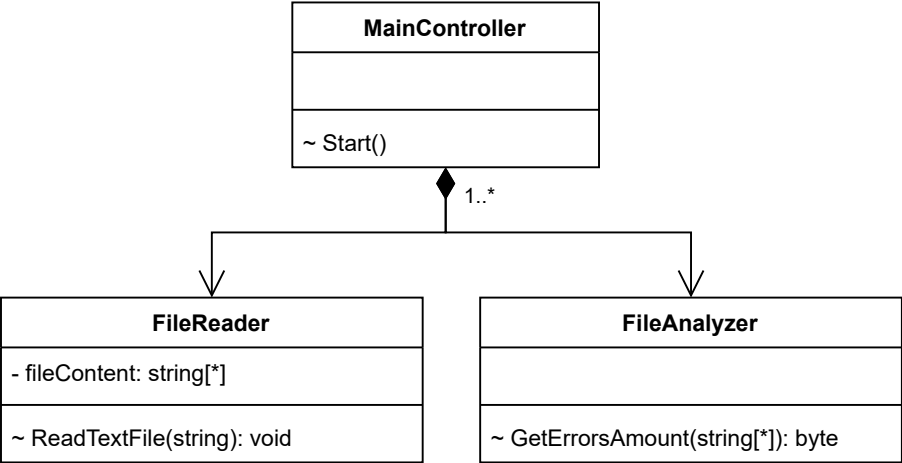 MainController
~ Start()
1..*
FileReader
- fileContent: string[*]
~ ReadTextFile(string): void
FileAnalyzer
~ GetErrorsAmount(string[*]): byte